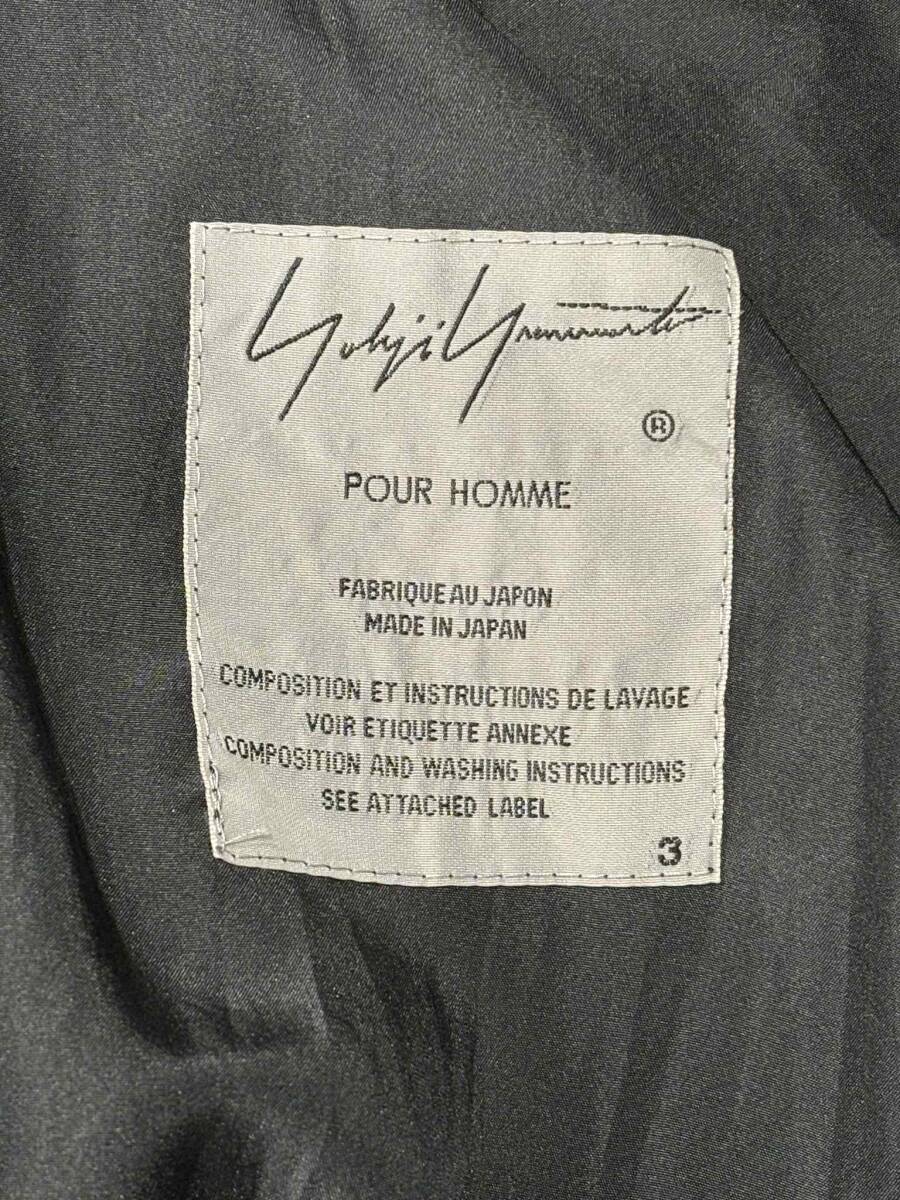 Yohji Yamamoto
®
POUR HOMME
FABRIQUE AU JAPON
MADE IN JAPAN
COMPOSITION ET INSTRUCTIONS DE LAVAGE
VOIR ETIQUETTE ANNEXE
COMPOSITION AND WASHING INSTRUCTIONS
SEE ATTACHED LABEL
3